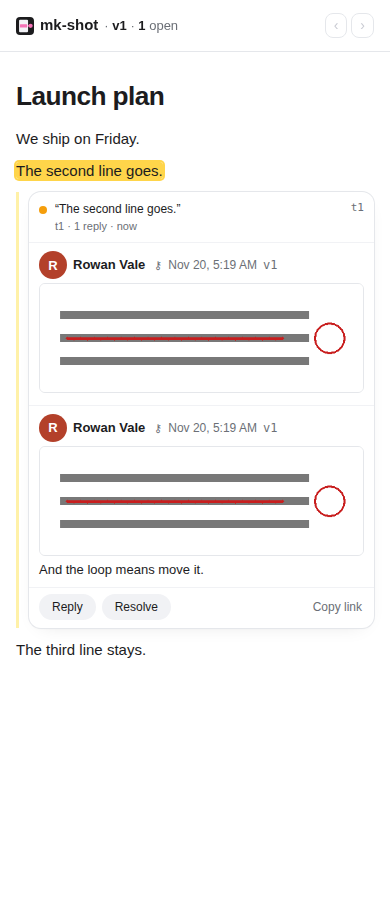 mk-shot · v1 · 1 open
Launch plan
We ship on Friday.
The second line goes.
“The second line goes.” t1
t1 · 1 reply · now
R Rowan Vale Nov 20, 5:19 AM v1
R Rowan Vale Nov 20, 5:19 AM v1
And the loop means move it.
Reply Resolve Copy link
The third line stays.